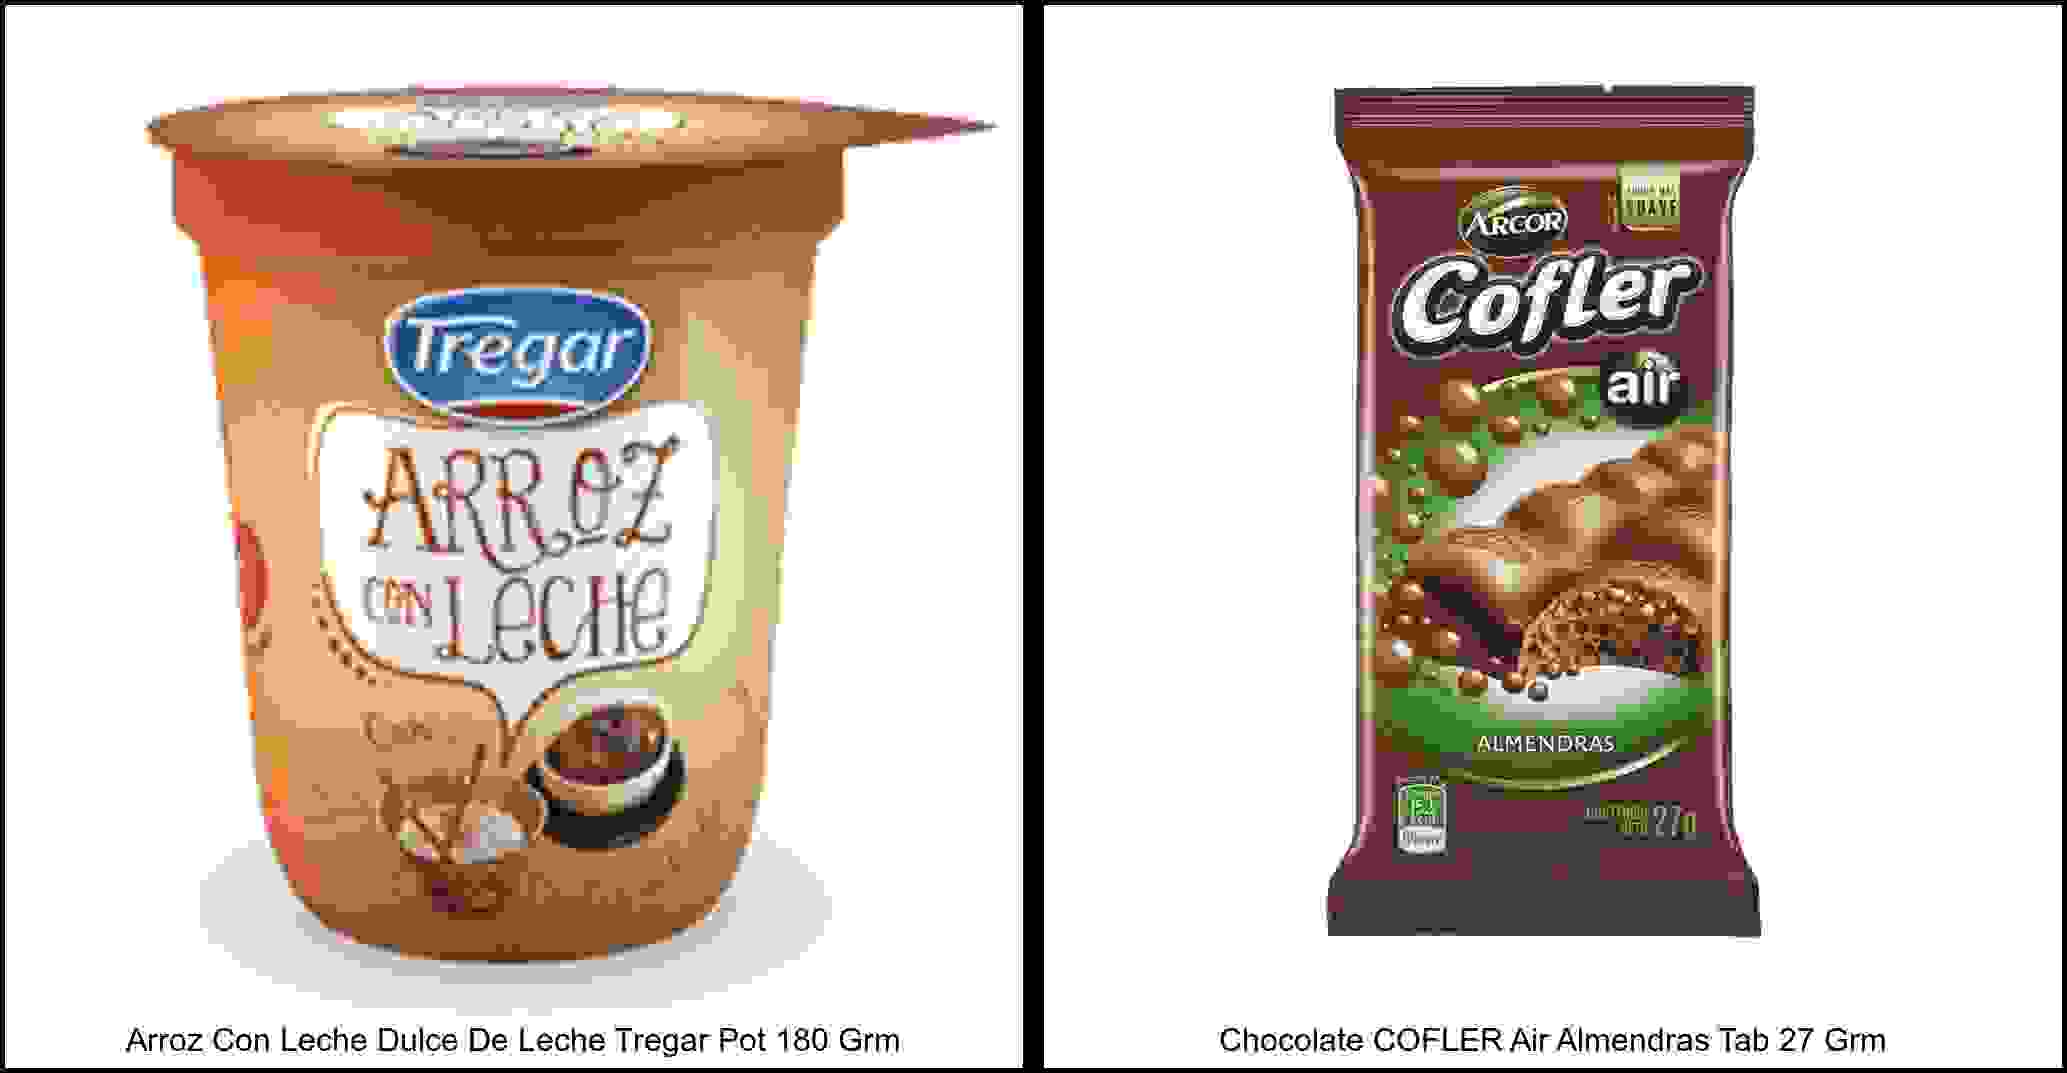 Tregar
ARROZ
CON LECHE
Arroz Con Leche Dulce De Leche Tregar Pot 180 Grm
ARCOR
SUAVE
Cofler
air
ALMENDRAS
27g
Chocolate COFLER Air Almendras Tab 27 Grm